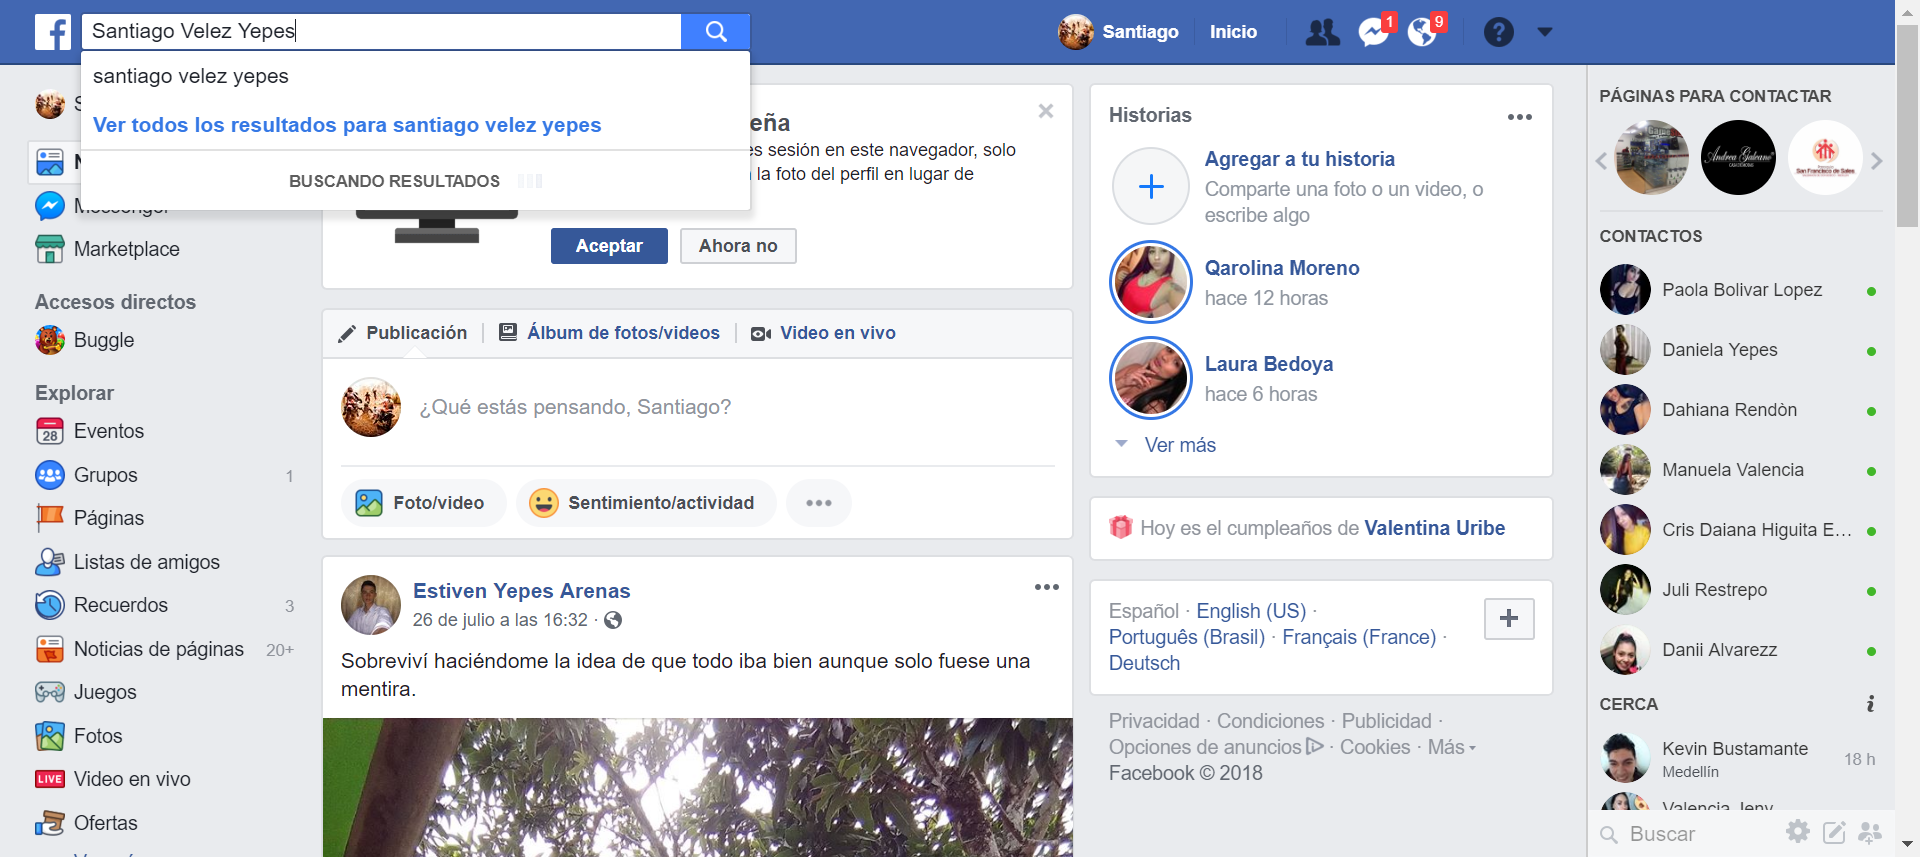 Santiago Velez Yepes
Santiago
Inicio
1
9
santiago velez yepes
Ver todos los resultados para santiago velez yepes
BUSCANDO RESULTADOS
Marketplace
Accesos directos
Buggle
Explorar
28
Eventos
Grupos 1
Páginas
Listas de amigos
Recuerdos 3
Noticias de páginas 20+
Juegos
Fotos
LIVE Video en vivo
Ofertas
eña
es sesión en este navegador, solo
la foto del perfil en lugar de
Aceptar
Ahora no
Publicación
Álbum de fotos/videos
Video en vivo
¿Qué estás pensando, Santiago?
Foto/video
Sentimiento/actividad
Estiven Yepes Arenas
26 de julio a las 16:32 ·
Sobreviví haciéndome la idea de que todo iba bien aunque solo fuese una
mentira.
Historias
Agregar a tu historia
Comparte una foto o un video, o
escribe algo
Qarolina Moreno
hace 12 horas
Laura Bedoya
hace 6 horas
Ver más
Hoy es el cumpleaños de Valentina Uribe
Español · English (US) ·
Português (Brasil) · Français (France) ·
Deutsch
Privacidad · Condiciones · Publicidad ·
Opciones de anuncios · Cookies · Más
Facebook © 2018
PÁGINAS PARA CONTACTAR
Andrea Galeano
San Francisco de Sales
CONTACTOS
Paola Bolivar Lopez
Daniela Yepes
Dahiana Rendòn
Manuela Valencia
Cris Daiana Higuita E...
Juli Restrepo
Danii Alvarezz
CERCA
Kevin Bustamante
Medellín
18 h
Valencia Jeny
Buscar